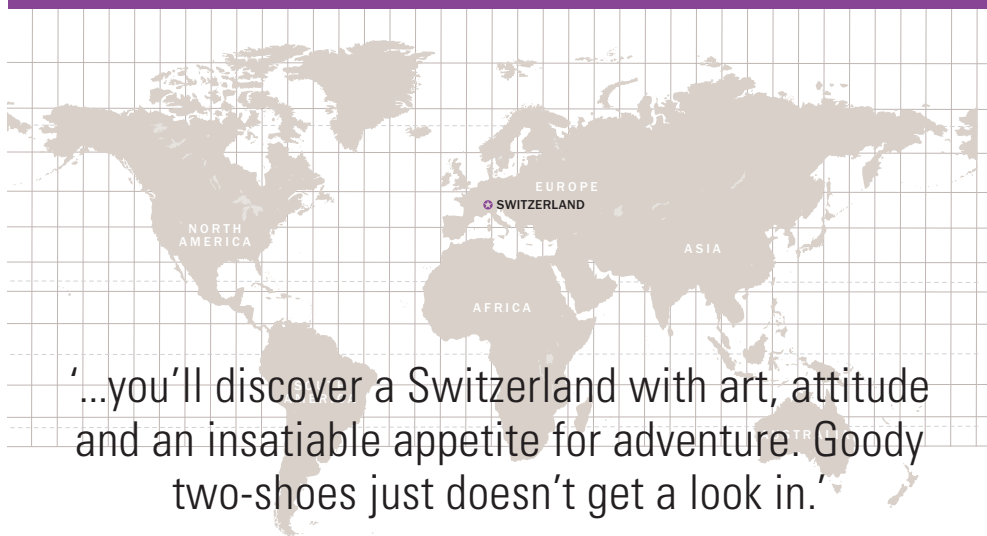 EUROPE
SWITZERLAND
NORTH
AMERICA
ASIA
AFRICA
‘...you’ll discover a Switzerland with art, attitude
and an insatiable appetite for adventure. Goody
two-shoes just doesn’t get a look in.’